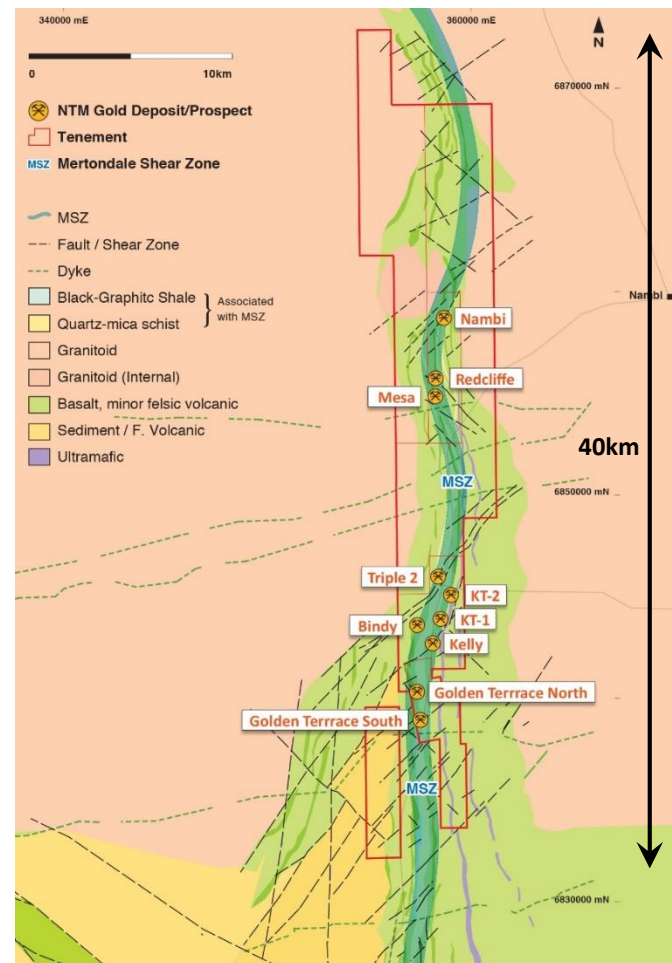 340000 mE
360000 mE
N
0
10km
6870000 mN
NTM Gold Deposit/Prospect
Tenement
MSZ Mertondale Shear Zone
MSZ
Fault / Shear Zone
Dyke
Black-Graphitc Shale
Quartz-mica schist
Associated
with MSZ
Granitoid
Granitoid (Internal)
Basalt, minor felsic volcanic
Sediment / F. Volcanic
Ultramafic
Nambi
Nambi
Redcliffe
Mesa
40km
MSZ
6850000 mN
Triple 2
KT-2
KT-1
Bindy
Kelly
Golden Terrrace North
Golden Terrrace South
MSZ
6830000 mN